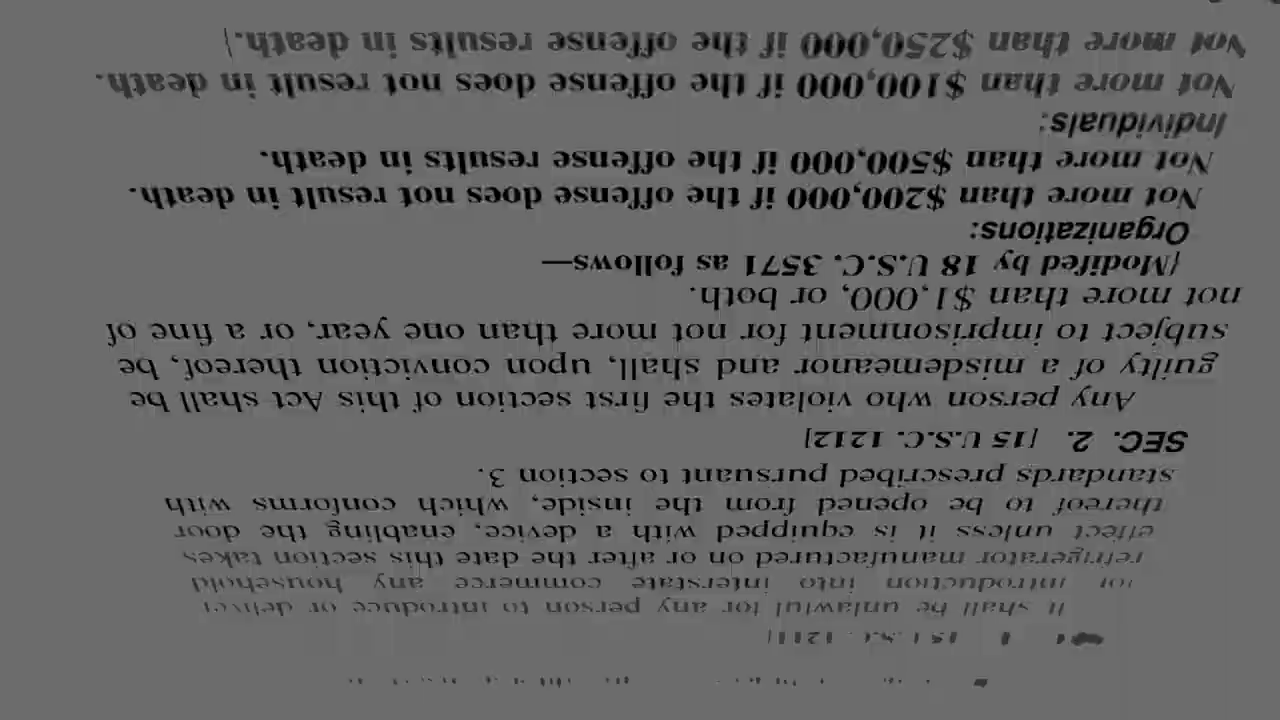 1 [15 U.S.C. 1211]
It shall be unlawful for any person to introduce or deliver
for introduction into interstate commerce any household
refrigerator manufactured on or after the date this section takes
effect unless it is equipped with a device, enabling the door
thereof to be opened from the inside, which conforms with
standards prescribed pursuant to section 3.
SEC. 2. [15 U.S.C. 1212]
Any person who violates the first section of this Act shall be
guilty of a misdemeanor and shall, upon conviction thereof, be
subject to imprisonment for not more than one year, or a fine of
not more than $1,000, or both.
{Modifed by 18 U.S.C. 3571 as follows—
Organizations:
Not more than $200,000 if the offense does not result in death.
Not more than $500,000 if the offense results in death.
Individuals:
Not more than $100,000 if the offense does not result in death.
Not more than $250,000 if the offense results in death.}